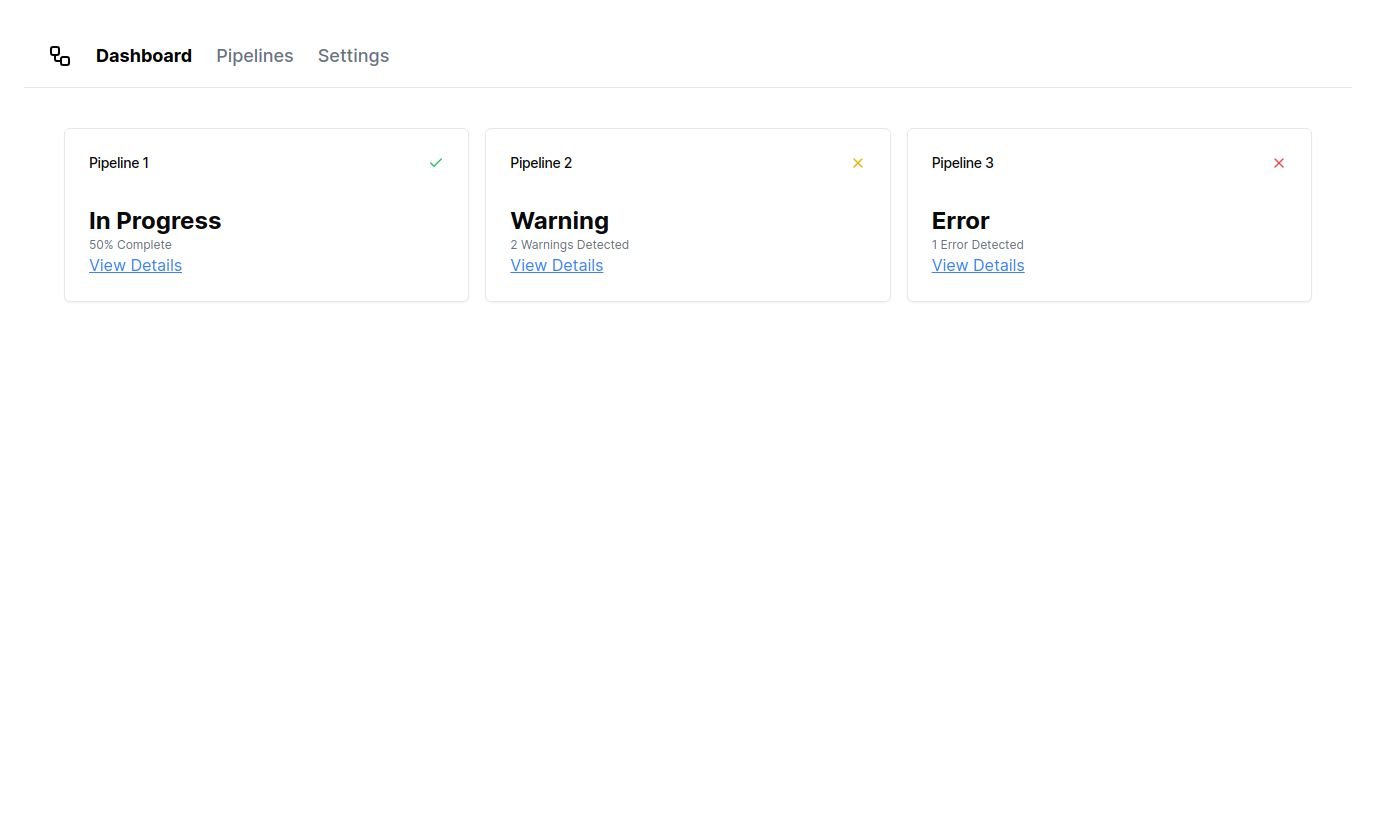 Dashboard Pipelines Settings
Pipeline 1
In Progress
50% Complete
View Details
Pipeline 2
Warning
2 Warnings Detected
View Details
Pipeline 3
Error
1 Error Detected
View Details